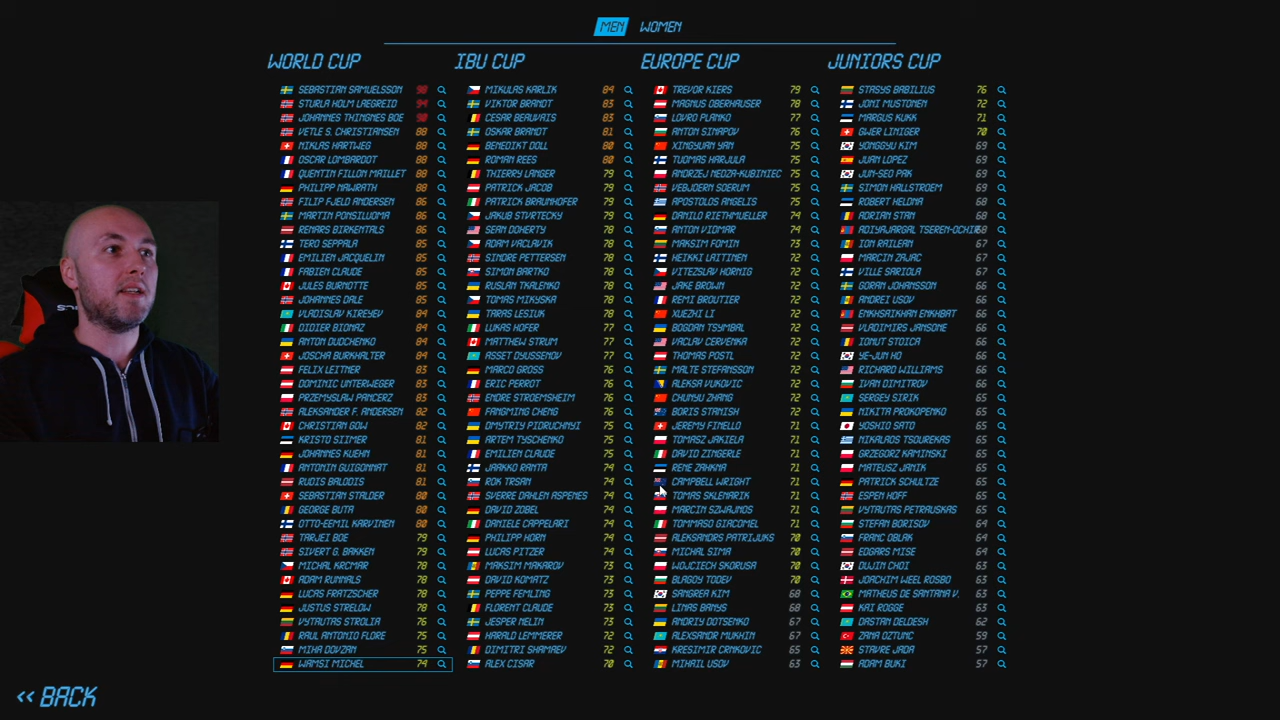 MEN WOMEN
WORLD CUP
SEBASTIAN SAMUELSSON 98
STURLA HOLM LAEGREID 94
JOHANNES THINGNES BOE 90
VETLE S. CHRISTIANSEN 88
NIKLAS HARTWEG 88
OSCAR LOMBARDOT 88
QUENTIN FILLON MAILLET 88
PHILIPP NAWRATH 88
FILIP FJELD ANDERSEN 86
MARTIN PONSILUOMA 86
RENARS BIRKENTALS 86
TERO SEPPALA 85
EMILIEN JACQUELIN 85
FABIEN CLAUDE 85
JULES BURNOTTE 85
JOHANNES DALE 85
VLADISLAV KIREYEV 84
DIDIER BIONAZ 84
ANTON DUDCHENKO 84
JOSCHA BURKHALTER 84
FELIX LEITNER 83
DOMINIC UNTERWEGER 83
PRZEMYSLAW PANCERZ 83
ALEKSANDER F. ANDERSEN 82
CHRISTIAN GOW 82
KRISTO SIIMER 81
JOHANNES KUEHN 81
ANTONIN GUIGONNAT 81
RUDIS BALODIS 81
SEBASTIAN STALDER 80
GEORGE BUTA 80
OTTO-EEMIL KARVINEN 80
TARJEI BOE 79
SIVERT G. BAKKEN 79
MICHAL KRCMAR 78
ADAM RUNNALS 78
LUCAS FRATZSCHER 78
JUSTUS STRELOW 78
VYTAUTAS STROLIA 76
RAUL ANTONIO FLORE 75
MIHA DOVZAN 75
WAMSI MICHEL 74
IBU CUP
MIKULAS KARLIK 84
VIKTOR BRANDT 83
CESAR BEAUVAIS 83
OSKAR BRANDT 81
BENEDIKT DOLL 80
ROMAN REES 80
THIERRY LANGER 79
PATRICK JACOB 79
PATRICK BRAUNHOFER 79
JAKUB STVRTECKY 79
SEAN DOHERTY 78
ADAM VACLAVIK 78
SINDRE PETTERSEN 78
SIMON BARTKO 78
RUSLAN TKALENKO 78
TOMAS MIKYSKA 78
TARAS LESIUK 78
LUKAS HOFER 77
MATTHEW STRUM 77
ASSET DYUSSENOV 77
MARCO GROSS 76
ERIC PERROT 76
ENDRE STROEMSHEIM 76
FANGMING CHENG 76
DMYTRIY PIDRUCHNYI 75
ARTEM TYSCHENKO 75
EMILIEN CLAUDE 75
JAAKKO RANTA 74
ROK TRSAN 74
SVERRE DAHLEN ASPENES 74
DAVID ZOBEL 74
DANIELE CAPPELARI 74
PHILIPP HORN 74
LUCAS PITZER 74
MAKSIM MAKAROV 73
DAVID KOMATZ 73
PEPPE FEMLING 73
FLORENT CLAUDE 73
JESPER NELIN 73
HARALD LEMMERER 72
DIMITRI SHAMAEV 72
ALEX CISAR 70
EUROPE CUP
TREVOR KIERS 79
MAGNUS OBERHAUSER 78
LOVRO PLANKO 77
ANTON SINAPOV 76
XINGYUAN YAN 75
TUOMAS HARJULA 75
ANDRZEJ NEDZA-KUBINIEC 75
VEBJOERN SOERUM 75
APOSTOLOS ANGELIS 75
DANILO RIETHMUELLER 74
ANTON VIDMAR 74
MAKSIM FOMIN 73
HEIKKI LAITINEN 72
VITEZSLAV HORNIG 72
JAKE BROWN 72
REMI BROUTIER 72
XUEZHI LI 72
BOGDAN TSYMBAL 72
VACLAV CERVENKA 72
THOMAS POSTL 72
MALTE STEFANSSON 72
ALEKSA VUKOVIC 72
CHUNYU ZHANG 72
BORIS STANISH 72
JEREMY FINELLO 71
TOMASZ JAKIELA 71
DAVID ZINGERLE 71
RENE ZAHKNA 71
CAMPBELL WRIGHT 71
TOMAS SKLENARIK 71
MARCIN SZWAJNOS 71
TOMMASO GIACOMEL 71
ALEKSANDRS PATRIJUKS 70
MICHAL SIMA 70
WOJCIECH SKORUSA 70
BLAGOY TODEV 70
SANGREA KIM 68
LINAS BANYS 68
ANDRIY DOTSENKO 67
ALEXSANDR MUKHIN 67
KRESIMIR CRNKOVIC 65
MIHAIL USOV 63
JUNIORS CUP
STASYS BABILIUS 76
JONI MUSTONEN 72
MARGUS KUKK 71
GWER LINIGER 70
YONGGYU KIM 69
JUAN LOPEZ 69
JUN-SEO PAK 69
SIMON HALLSTROEM 69
ROBERT HELDNA 68
ADRIAN STAN 68
ADIYAJARGAL TSEREN-OCHIR 68
ION RAILEAN 67
MARCIN ZAJAC 67
VILLE SARIOLA 67
GORAN JOHANSSON 66
ANDREI USOV 66
ENKHSAIKHAN ENKHBAT 66
VLADIMIRS JANSONE 66
IONUT STOICA 66
YE-JUN HO 66
RICHARD WILLIAMS 66
IVAN DIMITROV 66
SERGEY SIRIK 65
NIKITA PROKOPENKO 65
YOSHIO SATO 65
NIKALAOS TSOUREKAS 65
GRZEGORZ KAMINSKI 65
MATEUSZ JANIK 65
PATRICK SCHULTZE 65
ESPEN HOFF 65
VYTAUTAS PETRAUSKAS 65
STEFAN BORISOV 64
FRANC OBLAK 64
EDGARS MISE 64
DUJIN CHOI 63
JOACHIM WEEL ROSBO 63
MATHEUS DE SANTANA V. 63
KAI ROGGE 63
DASTAN DELDESH 62
ZANA OZTUNC 59
STAVRE JADA 57
ADAM BUKI 57
<< BACK